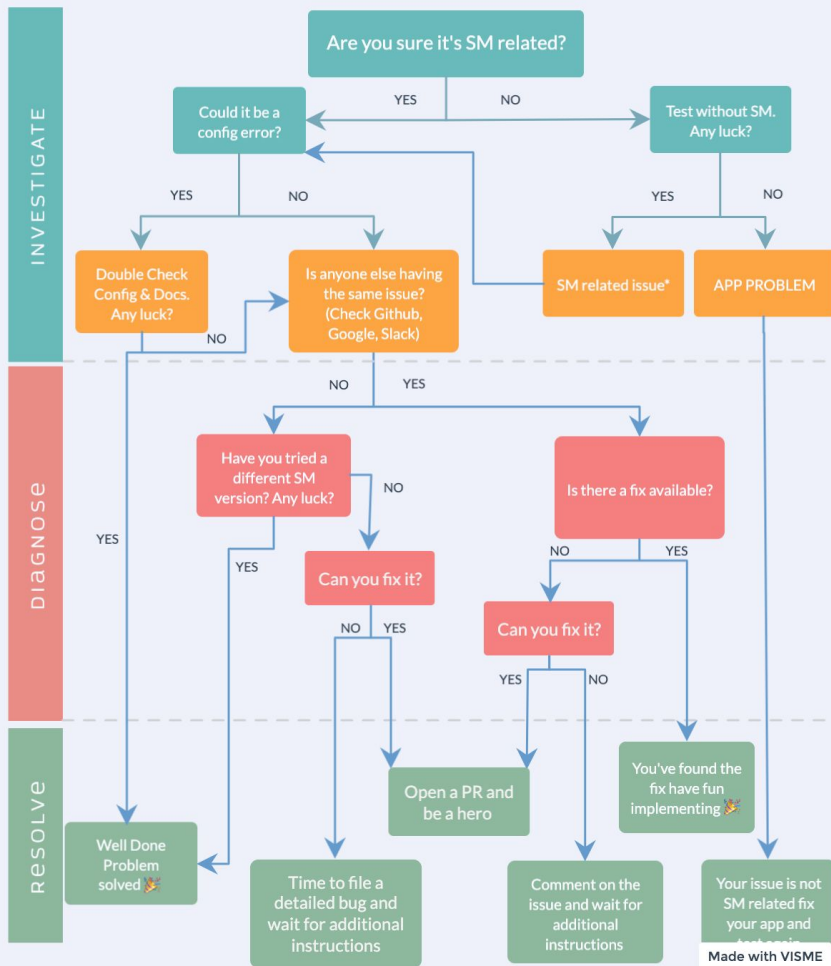 INVESTIGATE
Are you sure it's SM related?
YES
NO
Could it be a
config error?
Test without SM.
Any luck?
YES
NO
YES
NO
Double Check
Config & Docs.
Any luck?
Is anyone else having
the same issue?
(Check Github,
Google, Slack)
SM related issue*
APP PROBLEM
NO
DIAGNOSE
NO
YES
Have you tried a
different SM
version? Any luck?
Is there a fix available?
NO
YES
YES
NO
YES
Can you fix it?
Can you fix it?
NO
YES
YES
NO
RESOLVE
Open a PR and
be a hero
You've found the
fix have fun
implementing 🎉
Well Done
Problem
solved 🎉
Time to file a
detailed bug and
wait for additional
instructions
Comment on the
issue and wait for
additional
instructions
Your issue is not
SM related fix
your app and
Made with VISME